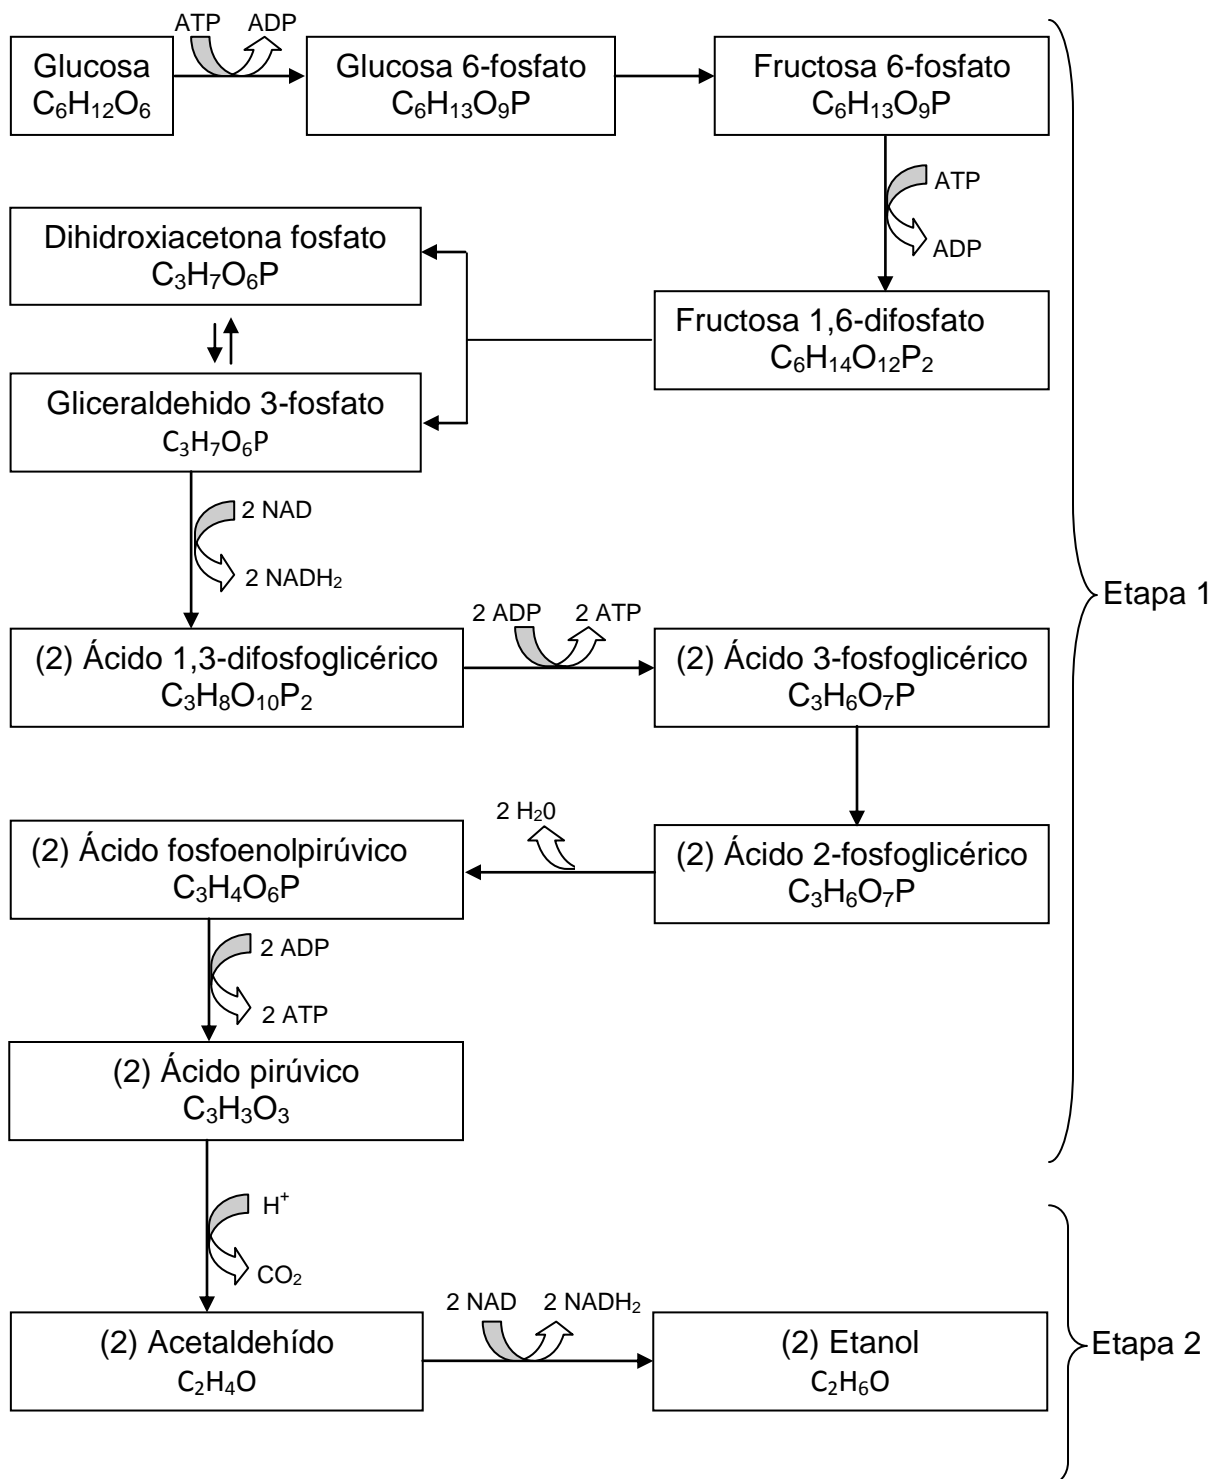 ATP ADP
Glucosa
C₆H₁₂O₆
Glucosa 6-fosfato
C₆H₁₃O₉P
Fructosa 6-fosfato
C₆H₁₃O₉P
ATP
ADP
Dihidroxiacetona fosfato
C₃H₇O₆P
Fructosa 1,6-difosfato
C₆H₁₄O₁₂P₂
Gliceraldehido 3-fosfato
C₃H₇O₆P
2 NAD
2 NADH₂
Etapa 1
2 ADP 2 ATP
(2) Ácido 1,3-difosfoglicérico
C₃H₈O₁₀P₂
(2) Ácido 3-fosfoglicérico
C₃H₆O₇P
2 H₂0
(2) Ácido fosfoenolpirúvico
C₃H₄O₆P
(2) Ácido 2-fosfoglicérico
C₃H₆O₇P
2 ADP
2 ATP
(2) Ácido pirúvico
C₃H₃O₃
H⁺
CO₂
2 NAD 2 NADH₂
(2) Acetaldehído
C₂H₄O
(2) Etanol
C₂H₆O
Etapa 2